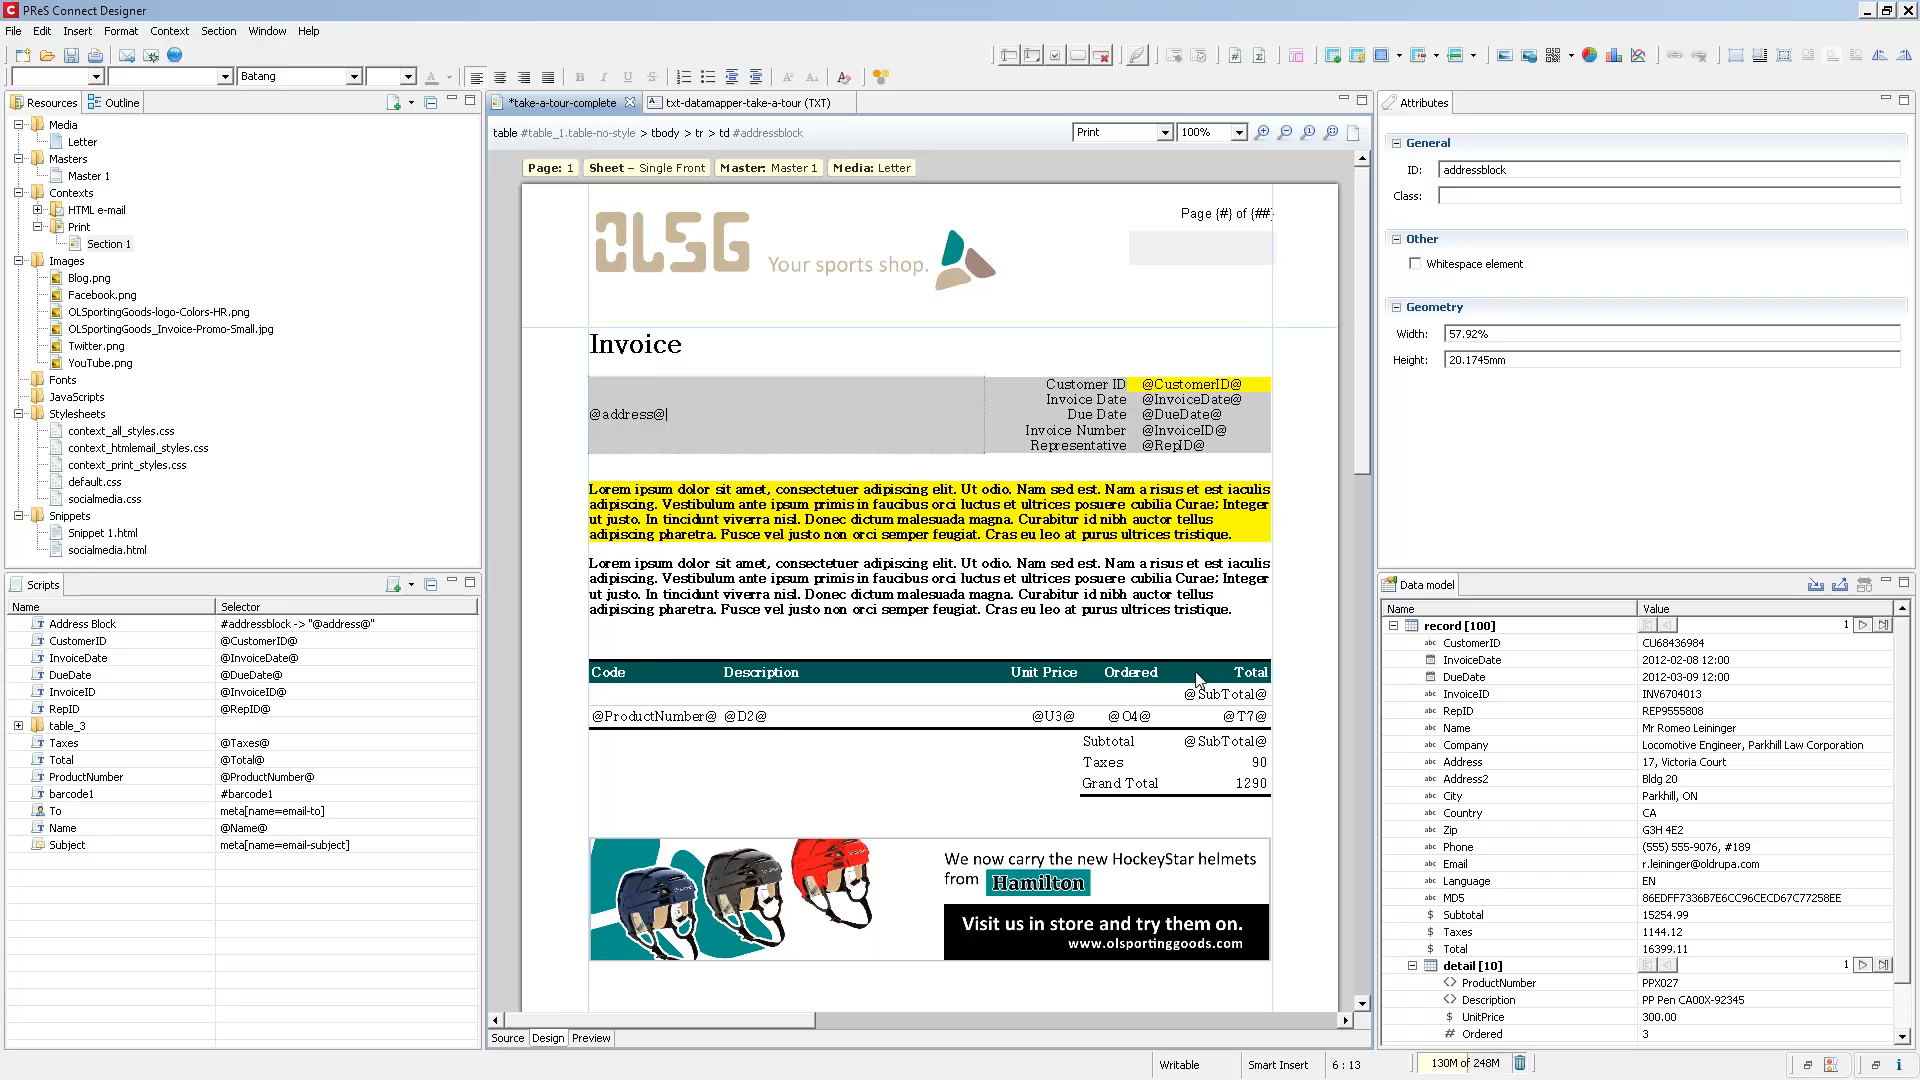 PReS Connect Designer
File Edit Insert Format Context Section Window Help
Batang
Resources Outline
Media
Letter
Masters
Master 1
Contexts
HTML e-mail
Print
Section 1
Images
Blog.png
Facebook.png
OLSportingGoods-logo-Colors-HR.png
OLSportingGoods_Invoice-Promo-Small.jpg
Twitter.png
YouTube.png
Fonts
JavaScripts
Stylesheets
context_all_styles.css
context_htmlemail_styles.css
context_print_styles.css
default.css
socialmedia.css
Snippets
Snippet 1.html
socialmedia.html
Scripts
Name Selector
Address Block #addressblock -> "@address@"
CustomerID @CustomerID@
InvoiceDate @InvoiceDate@
DueDate @DueDate@
InvoiceID @InvoiceID@
RepID @RepID@
table_3
Taxes @Taxes@
Total @Total@
ProductNumber @ProductNumber@
barcode1 #barcode1
To meta[name=email-to]
Name @Name@
Subject meta[name=email-subject]
*take-a-tour-complete txt-datamapper-take-a-tour (TXT)
table #table_1.table-no-style > tbody > tr > td #addressblock
Print 100%
Page: 1 Sheet – Single Front Master: Master 1 Media: Letter
OLSG Your sports shop.
Page {#} of {##}
Invoice
@address@
Customer ID @CustomerID@
Invoice Date @InvoiceDate@
Due Date @DueDate@
Invoice Number @InvoiceID@
Representative @RepID@
Lorem ipsum dolor sit amet, consectetuer adipiscing elit. Ut odio. Nam sed est. Nam a risus et est iaculis
adipiscing. Vestibulum ante ipsum primis in faucibus orci luctus et ultrices posuere cubilia Curae; Integer
ut justo. In tincidunt viverra nisl. Donec dictum malesuada magna. Curabitur id nibh auctor tellus
adipiscing pharetra. Fusce vel justo non orci semper feugiat. Cras eu leo at purus ultrices tristique.
Lorem ipsum dolor sit amet, consectetuer adipiscing elit. Ut odio. Nam sed est. Nam a risus et est iaculis
adipiscing. Vestibulum ante ipsum primis in faucibus orci luctus et ultrices posuere cubilia Curae; Integer
ut justo. In tincidunt viverra nisl. Donec dictum malesuada magna. Curabitur id nibh auctor tellus
adipiscing pharetra. Fusce vel justo non orci semper feugiat. Cras eu leo at purus ultrices tristique.
Code Description Unit Price Ordered Total
@SubTotal@
@ProductNumber@ @D2@ @U3@ @O4@ @T7@
Subtotal @SubTotal@
Taxes 90
Grand Total 1290
We now carry the new HockeyStar helmets
from Hamilton
Visit us in store and try them on.
www.olsportinggoods.com
Source Design Preview
Attributes
General
ID: addressblock
Class:
Other
Whitespace element
Geometry
Width: 57.92%
Height: 20.1745mm
Data model
Name Value
record [100] 1
CustomerID CU68436984
InvoiceDate 2012-02-08 12:00
DueDate 2012-03-09 12:00
InvoiceID INV6704013
RepID REP9555808
Name Mr Romeo Leininger
Company Locomotive Engineer, Parkhill Law Corporation
Address 17, Victoria Court
Address2 Bldg 20
City Parkhill, ON
Country CA
Zip G3H 4E2
Phone (555) 555-9076, #189
Email r.leininger@oldrupa.com
Language EN
MD5 86EDFF7336B7E6CC96CECD67C77258EE
Subtotal 15254.99
Taxes 1144.12
Total 16399.11
detail [10] 1
ProductNumber PPX027
Description PP Pen CA00X-92345
UnitPrice 300.00
Ordered 3
Writable Smart Insert 6 : 13 130M of 248M